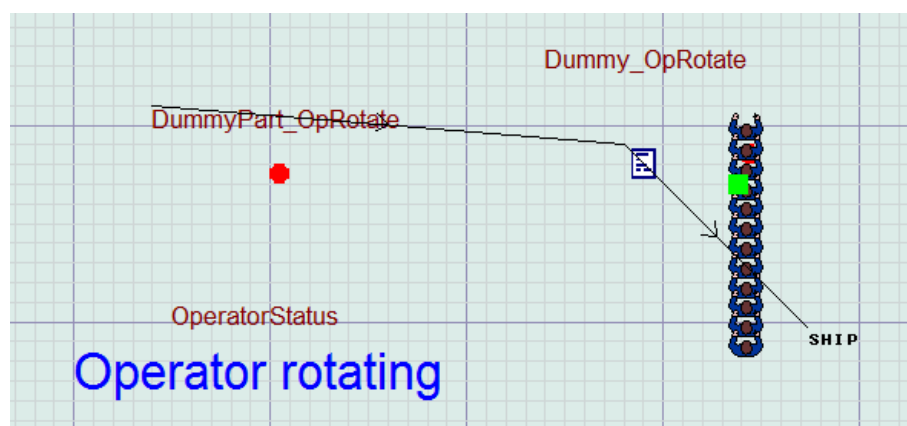 Dummy_OpRotate
DummyPart_OpRotate
OperatorStatus
SHIP
Operator rotating